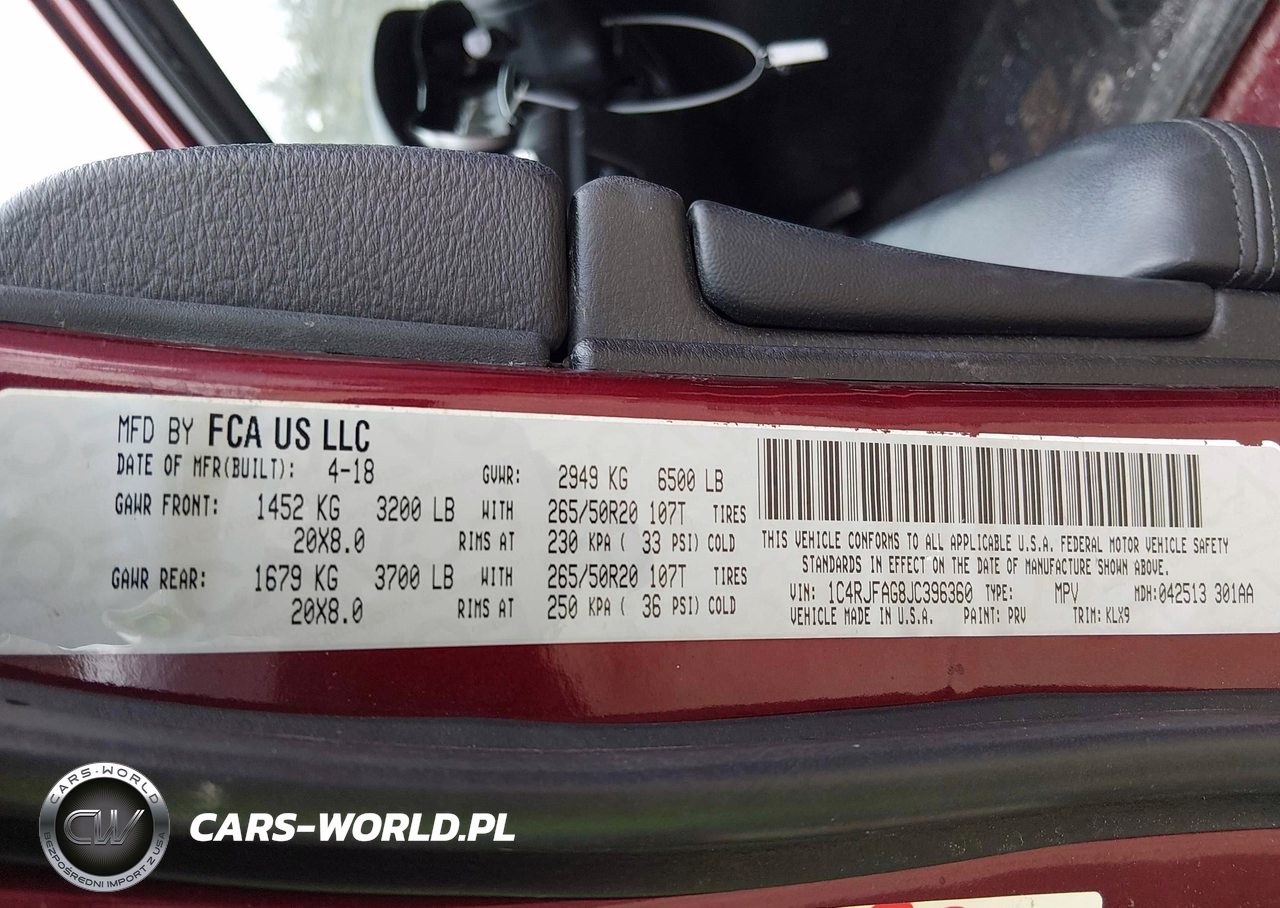 MFD BY FCA US LLC
DATE OF MFR(BUILT): 4-18 GVWR: 2949 KG 6500 LB
GAWR FRONT: 1452 KG 3200 LB WITH 265/50R20 107T TIRES
20X8.0 RIMS AT 230 KPA ( 33 PSI) COLD
GAWR REAR: 1679 KG 3700 LB WITH 265/50R20 107T TIRES
20X8.0 RIMS AT 250 KPA ( 36 PSI) COLD
THIS VEHICLE CONFORMS TO ALL APPLICABLE U.S.A. FEDERAL MOTOR VEHICLE SAFETY
STANDARDS IN EFFECT ON THE DATE OF MANUFACTURE SHOWN ABOVE.
VIN: 1C4RJFAG8JC396360 TYPE: MPV MDH:042513 301AA
VEHICLE MADE IN U.S.A. PAINT: PRV TRIM: KLX9
CARS-WORLD
CW
BEZPOŚREDNI IMPORT Z USA
CARS-WORLD.PL